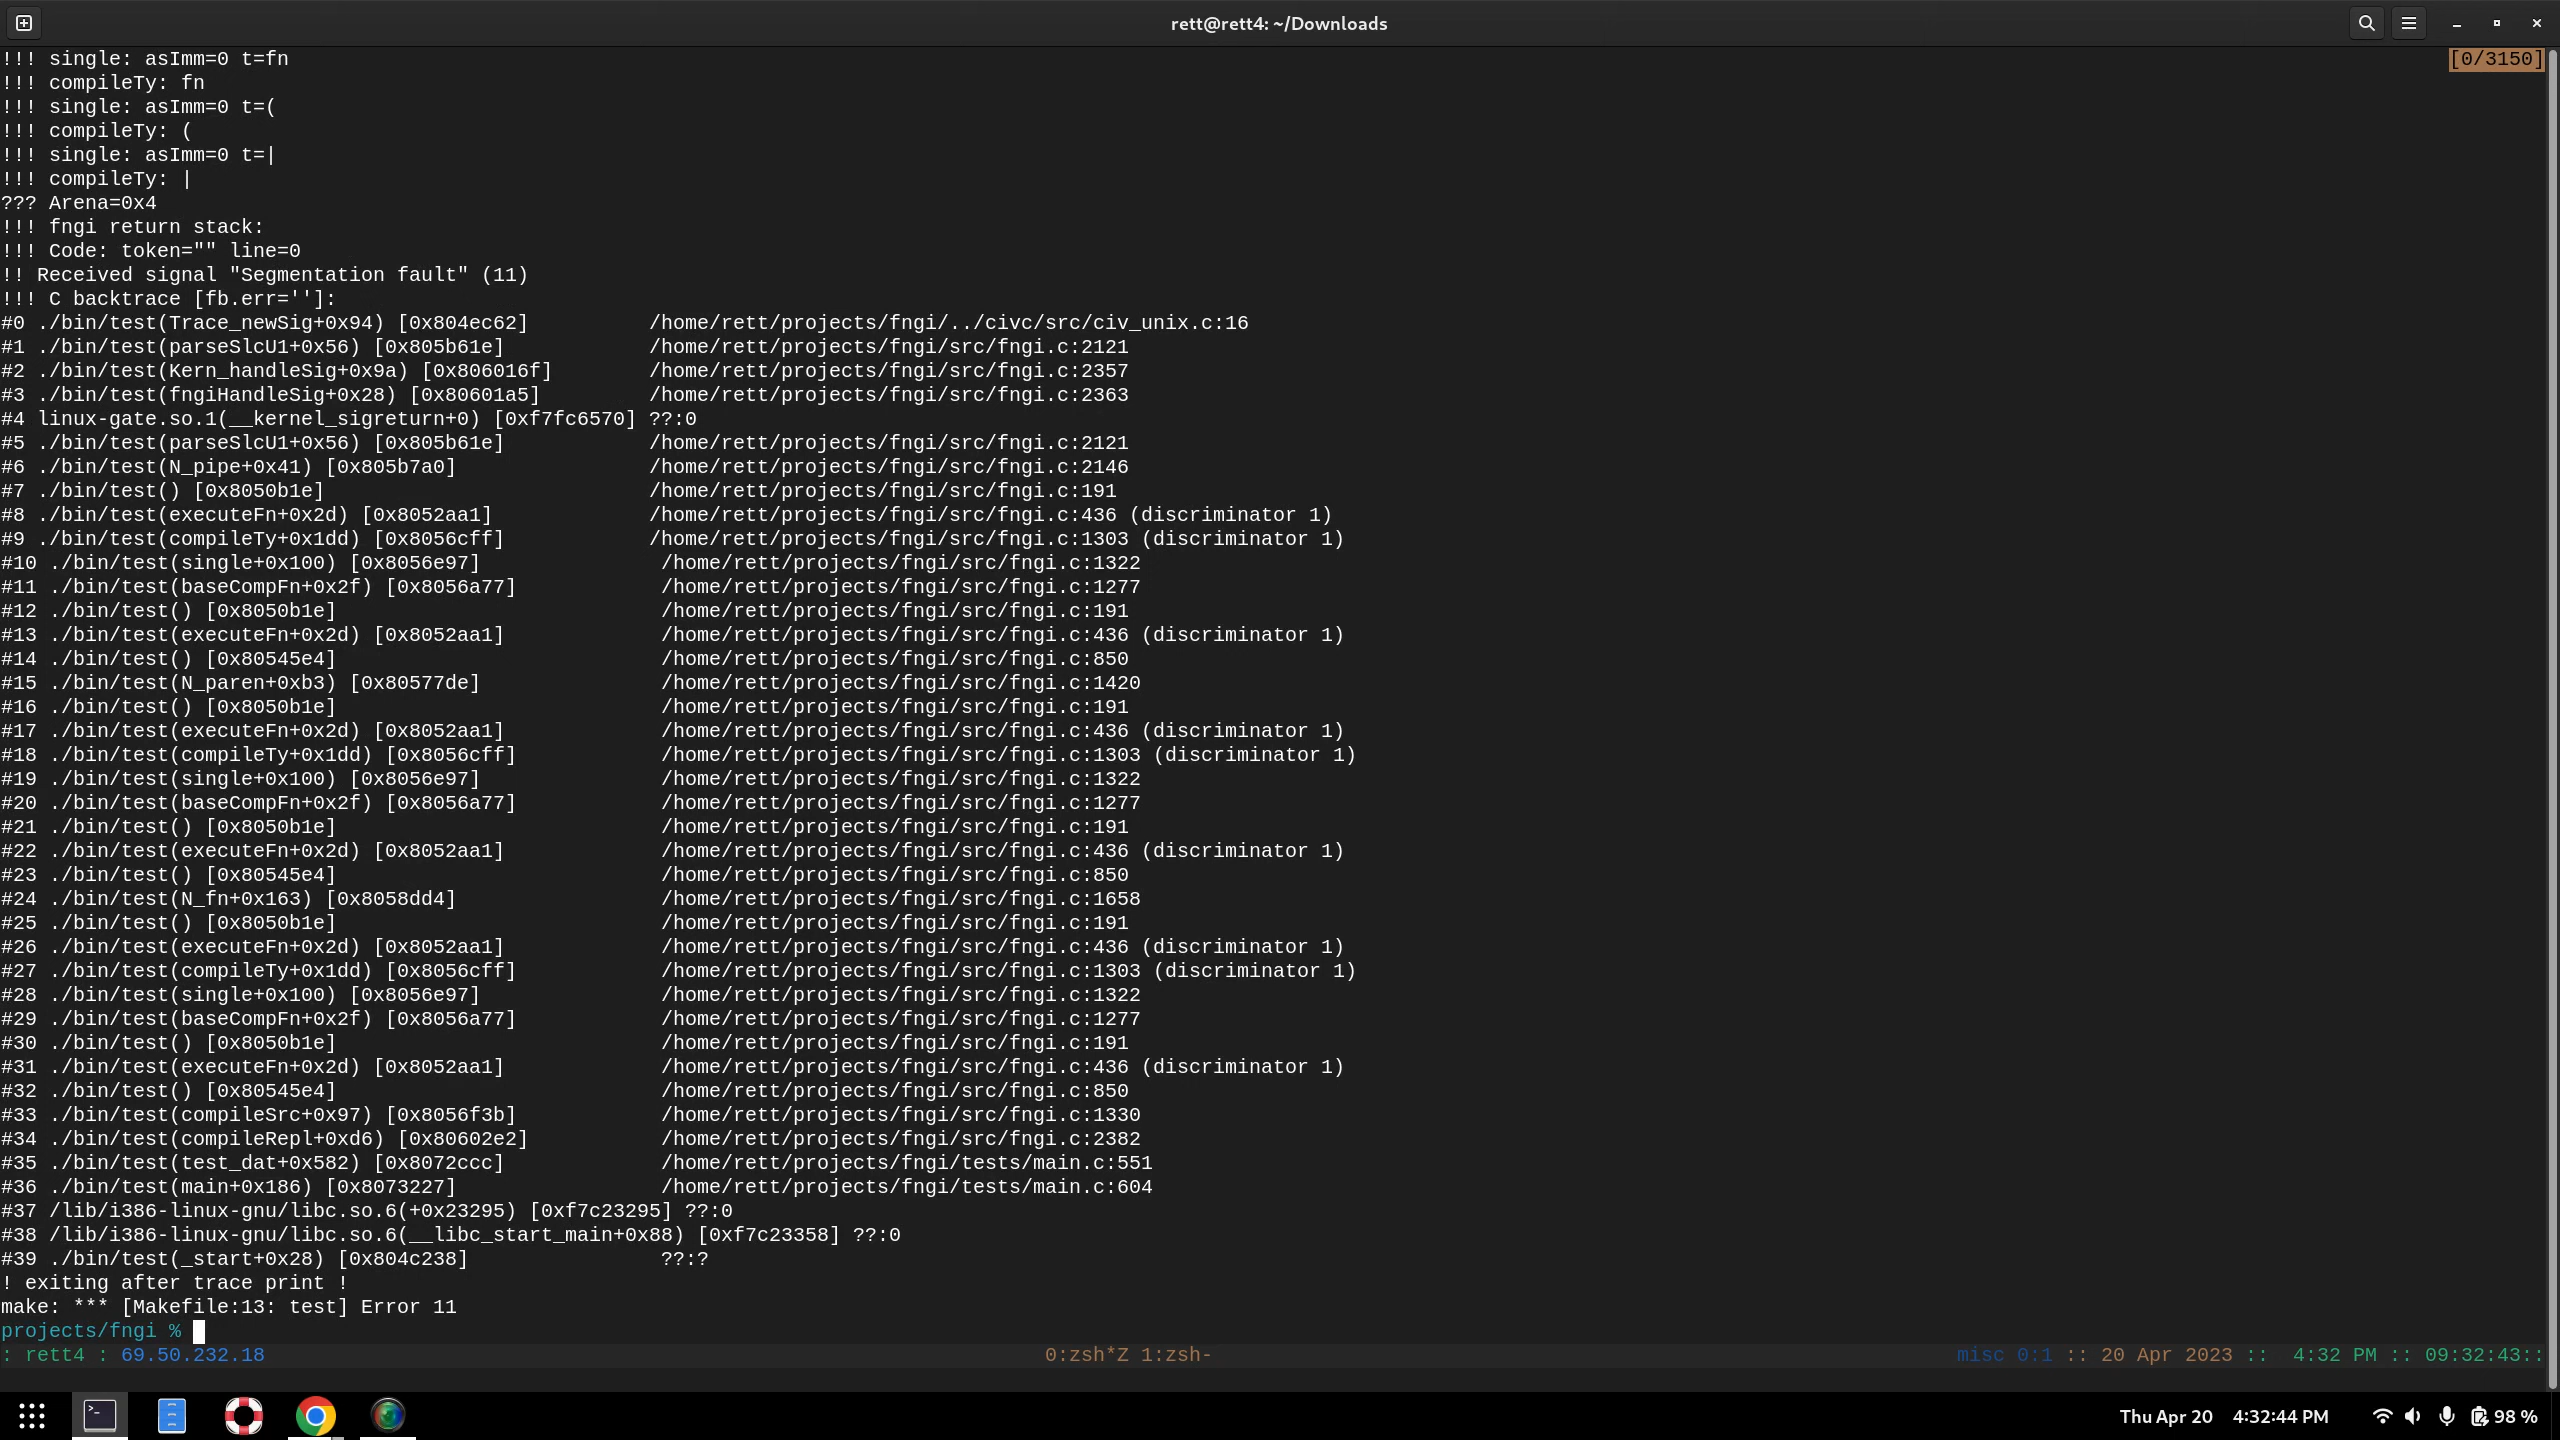 rett@rett4: ~/Downloads
!!! single: asImm=0 t=fn
[0/3150]
!!! compileTy: fn
!!! single: asImm=0 t=(
!!! compileTy: (
!!! single: asImm=0 t=|
!!! compileTy: |
??? Arena=0x4
!!! fngi return stack:
!!! Code: token="" line=0
!! Received signal "Segmentation fault" (11)
!!! C backtrace [fb.err='']:
#0 ./bin/test(Trace_newSig+0x94) [0x804ec62] /home/rett/projects/fngi/../civc/src/civ_unix.c:16
#1 ./bin/test(parseSlcU1+0x56) [0x805b61e] /home/rett/projects/fngi/src/fngi.c:2121
#2 ./bin/test(Kern_handleSig+0x9a) [0x806016f] /home/rett/projects/fngi/src/fngi.c:2357
#3 ./bin/test(fngiHandleSig+0x28) [0x80601a5] /home/rett/projects/fngi/src/fngi.c:2363
#4 linux-gate.so.1(__kernel_sigreturn+0) [0xf7fc6570] ??:0
#5 ./bin/test(parseSlcU1+0x56) [0x805b61e] /home/rett/projects/fngi/src/fngi.c:2121
#6 ./bin/test(N_pipe+0x41) [0x805b7a0] /home/rett/projects/fngi/src/fngi.c:2146
#7 ./bin/test() [0x8050b1e] /home/rett/projects/fngi/src/fngi.c:191
#8 ./bin/test(executeFn+0x2d) [0x8052aa1] /home/rett/projects/fngi/src/fngi.c:436 (discriminator 1)
#9 ./bin/test(compileTy+0x1dd) [0x8056cff] /home/rett/projects/fngi/src/fngi.c:1303 (discriminator 1)
#10 ./bin/test(single+0x100) [0x8056e97] /home/rett/projects/fngi/src/fngi.c:1322
#11 ./bin/test(baseCompFn+0x2f) [0x8056a77] /home/rett/projects/fngi/src/fngi.c:1277
#12 ./bin/test() [0x8050b1e] /home/rett/projects/fngi/src/fngi.c:191
#13 ./bin/test(executeFn+0x2d) [0x8052aa1] /home/rett/projects/fngi/src/fngi.c:436 (discriminator 1)
#14 ./bin/test() [0x80545e4] /home/rett/projects/fngi/src/fngi.c:850
#15 ./bin/test(N_paren+0xb3) [0x80577de] /home/rett/projects/fngi/src/fngi.c:1420
#16 ./bin/test() [0x8050b1e] /home/rett/projects/fngi/src/fngi.c:191
#17 ./bin/test(executeFn+0x2d) [0x8052aa1] /home/rett/projects/fngi/src/fngi.c:436 (discriminator 1)
#18 ./bin/test(compileTy+0x1dd) [0x8056cff] /home/rett/projects/fngi/src/fngi.c:1303 (discriminator 1)
#19 ./bin/test(single+0x100) [0x8056e97] /home/rett/projects/fngi/src/fngi.c:1322
#20 ./bin/test(baseCompFn+0x2f) [0x8056a77] /home/rett/projects/fngi/src/fngi.c:1277
#21 ./bin/test() [0x8050b1e] /home/rett/projects/fngi/src/fngi.c:191
#22 ./bin/test(executeFn+0x2d) [0x8052aa1] /home/rett/projects/fngi/src/fngi.c:436 (discriminator 1)
#23 ./bin/test() [0x80545e4] /home/rett/projects/fngi/src/fngi.c:850
#24 ./bin/test(N_fn+0x163) [0x8058dd4] /home/rett/projects/fngi/src/fngi.c:1658
#25 ./bin/test() [0x8050b1e] /home/rett/projects/fngi/src/fngi.c:191
#26 ./bin/test(executeFn+0x2d) [0x8052aa1] /home/rett/projects/fngi/src/fngi.c:436 (discriminator 1)
#27 ./bin/test(compileTy+0x1dd) [0x8056cff] /home/rett/projects/fngi/src/fngi.c:1303 (discriminator 1)
#28 ./bin/test(single+0x100) [0x8056e97] /home/rett/projects/fngi/src/fngi.c:1322
#29 ./bin/test(baseCompFn+0x2f) [0x8056a77] /home/rett/projects/fngi/src/fngi.c:1277
#30 ./bin/test() [0x8050b1e] /home/rett/projects/fngi/src/fngi.c:191
#31 ./bin/test(executeFn+0x2d) [0x8052aa1] /home/rett/projects/fngi/src/fngi.c:436 (discriminator 1)
#32 ./bin/test() [0x80545e4] /home/rett/projects/fngi/src/fngi.c:850
#33 ./bin/test(compileSrc+0x97) [0x8056f3b] /home/rett/projects/fngi/src/fngi.c:1330
#34 ./bin/test(compileRepl+0xd6) [0x80602e2] /home/rett/projects/fngi/src/fngi.c:2382
#35 ./bin/test(test_dat+0x582) [0x8072ccc] /home/rett/projects/fngi/tests/main.c:551
#36 ./bin/test(main+0x186) [0x8073227] /home/rett/projects/fngi/tests/main.c:604
#37 /lib/i386-linux-gnu/libc.so.6(+0x23295) [0xf7c23295] ??:0
#38 /lib/i386-linux-gnu/libc.so.6(__libc_start_main+0x88) [0xf7c23358] ??:0
#39 ./bin/test(_start+0x28) [0x804c238] ??:?
! exiting after trace print !
make: *** [Makefile:13: test] Error 11
projects/fngi %
: rett4 : 69.50.232.18 0:zsh*Z 1:zsh- misc 0:1 :: 20 Apr 2023 :: 4:32 PM :: 09:32:43::
Thu Apr 20 4:32:44 PM 98 %